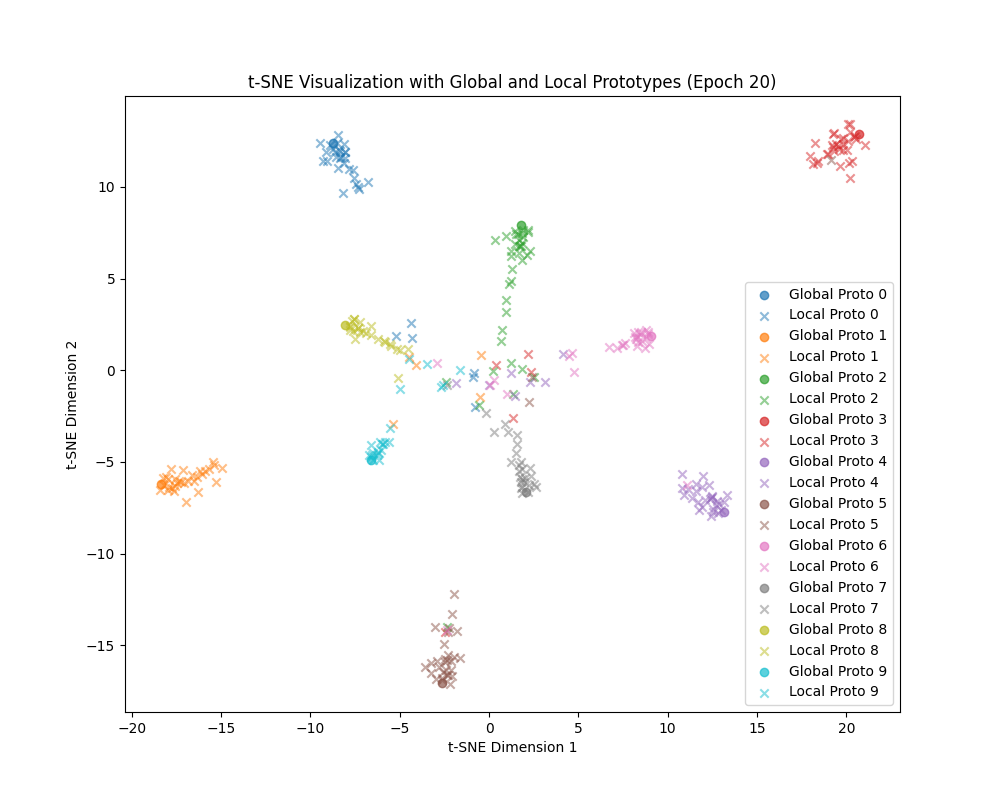 t-SNE Visualization with Global and Local Prototypes (Epoch 20)
t-SNE Dimension 2
10
5
0
−5
−10
−15
Global Proto 0
Local Proto 0
Global Proto 1
Local Proto 1
Global Proto 2
Local Proto 2
Global Proto 3
Local Proto 3
Global Proto 4
Local Proto 4
Global Proto 5
Local Proto 5
Global Proto 6
Local Proto 6
Global Proto 7
Local Proto 7
Global Proto 8
Local Proto 8
Global Proto 9
Local Proto 9
−20 −15 −10 −5 0 5 10 15 20
t-SNE Dimension 1